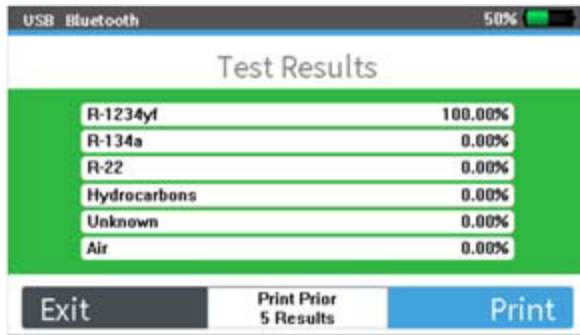 USB Bluetooth 50%
Test Results
R-1234yf 100.00%
R-134a 0.00%
R-22 0.00%
Hydrocarbons 0.00%
Unknown 0.00%
Air 0.00%
Exit
Print Prior
5 Results
Print